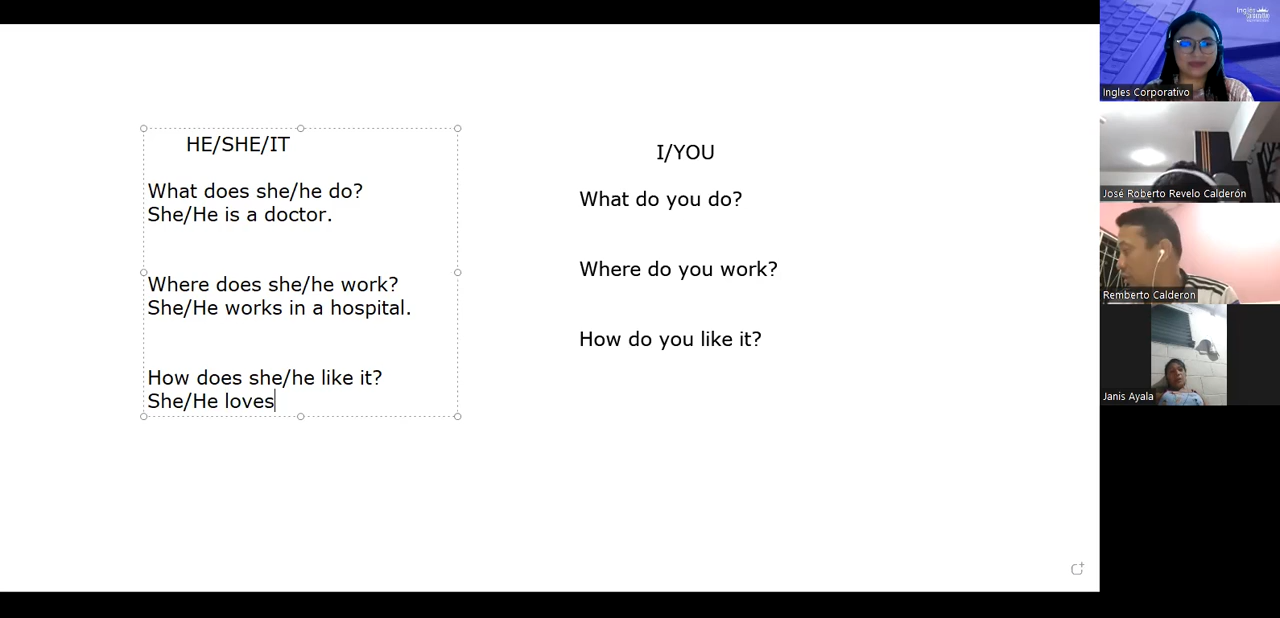 HE/SHE/IT
What does she/he do?
She/He is a doctor.
Where does she/he work?
She/He works in a hospital.
How does she/he like it?
She/He loves
I/YOU
What do you do?
Where do you work?
How do you like it?
Ingles Corporativo
José Roberto Revelo Calderón
Remberto Calderon
Janis Ayala